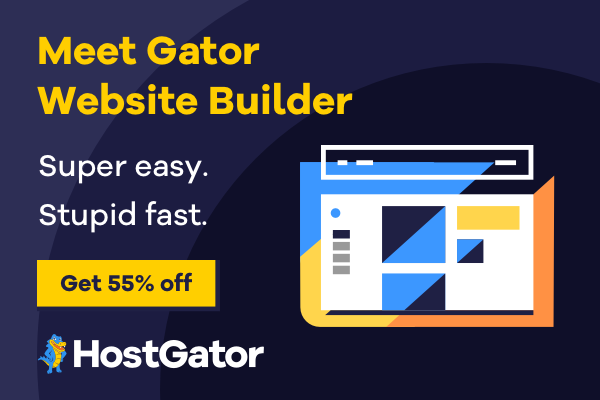 Meet Gator
Website Builder
Super easy.
Stupid fast.
Get 55% off
HostGator